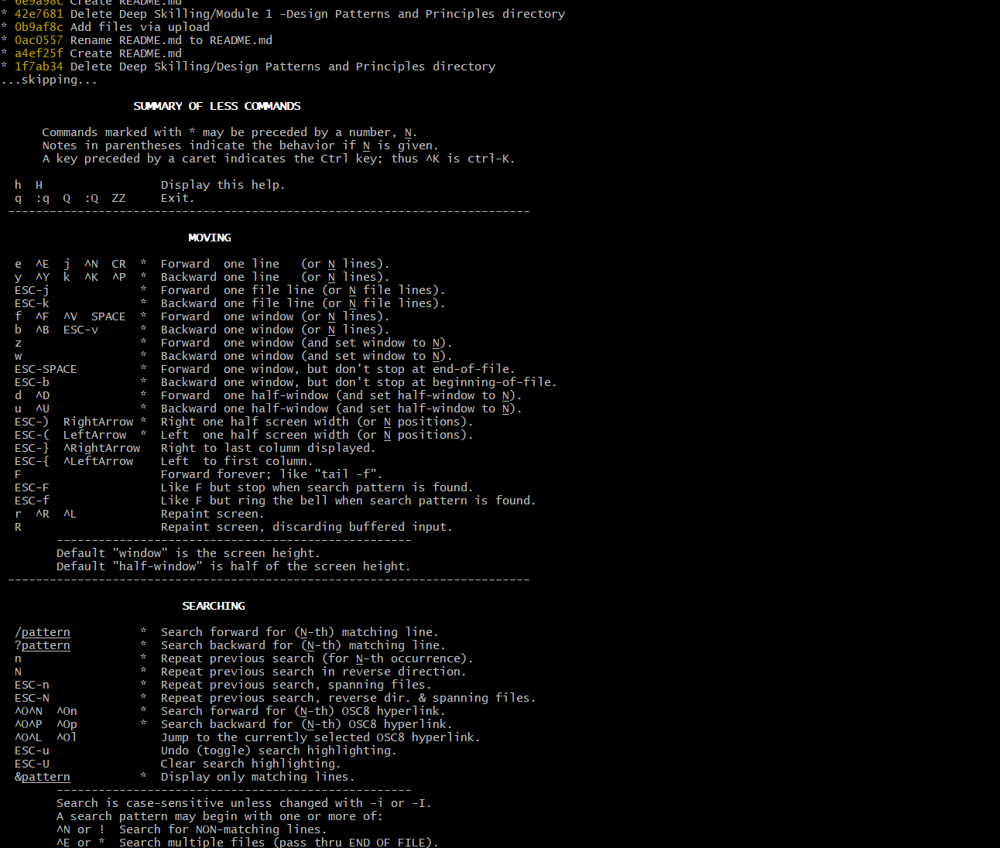 * 6e9a98c Create README.md
* 42e7681 Delete Deep Skilling/Module 1 -Design Patterns and Principles directory
* 0b9af8c Add files via upload
* 0ac0557 Rename README.md to README.md
* a4ef25f Create README.md
* 1f7ab34 Delete Deep Skilling/Design Patterns and Principles directory
...skipping...
SUMMARY OF LESS COMMANDS
Commands marked with * may be preceded by a number, N.
Notes in parentheses indicate the behavior if N is given.
A key preceded by a caret indicates the Ctrl key; thus ^K is ctrl-K.
h  H                 Display this help.
q  :q  Q  :Q  ZZ     Exit.
---------------------------------------------------------------------------
MOVING
e  ^E  j  ^N  CR  *  Forward  one line   (or N lines).
y  ^Y  k  ^K  ^P  *  Backward one line   (or N lines).
ESC-j             *  Forward  one file line (or N file lines).
ESC-k             *  Backward one file line (or N file lines).
f  ^F  ^V  SPACE  *  Forward  one window (or N lines).
b  ^B  ESC-v      *  Backward one window (or N lines).
z                 *  Forward  one window (and set window to N).
w                 *  Backward one window (and set window to N).
ESC-SPACE         *  Forward  one window, but don't stop at end-of-file.
ESC-b             *  Backward one window, but don't stop at beginning-of-file.
d  ^D             *  Forward  one half-window (and set half-window to N).
u  ^U             *  Backward one half-window (and set half-window to N).
ESC-)  RightArrow *  Right one half screen width (or N positions).
ESC-(  LeftArrow  *  Left  one half screen width (or N positions).
ESC-}  ^RightArrow   Right to last column displayed.
ESC-{  ^LeftArrow    Left  to first column.
F                    Forward forever; like "tail -f".
ESC-F                Like F but stop when search pattern is found.
ESC-f                Like F but ring the bell when search pattern is found.
r  ^R  ^L            Repaint screen.
R                    Repaint screen, discarding buffered input.
---------------------------------------------------
Default "window" is the screen height.
Default "half-window" is half of the screen height.
---------------------------------------------------------------------------
SEARCHING
/pattern          *  Search forward for (N-th) matching line.
?pattern          *  Search backward for (N-th) matching line.
n                 *  Repeat previous search (for N-th occurrence).
N                 *  Repeat previous search in reverse direction.
ESC-n             *  Repeat previous search, spanning files.
ESC-N             *  Repeat previous search, reverse dir. & spanning files.
^O^N  ^On         *  Search forward for (N-th) OSC8 hyperlink.
^O^P  ^Op         *  Search backward for (N-th) OSC8 hyperlink.
^O^L  ^Ol            Jump to the currently selected OSC8 hyperlink.
ESC-u                Undo (toggle) search highlighting.
ESC-U                Clear search highlighting.
&pattern          *  Display only matching lines.
---------------------------------------------------
Search is case-sensitive unless changed with -i or -I.
A search pattern may begin with one or more of:
^N or !  Search for NON-matching lines.
^E or *  Search multiple files (pass thru END OF FILE).